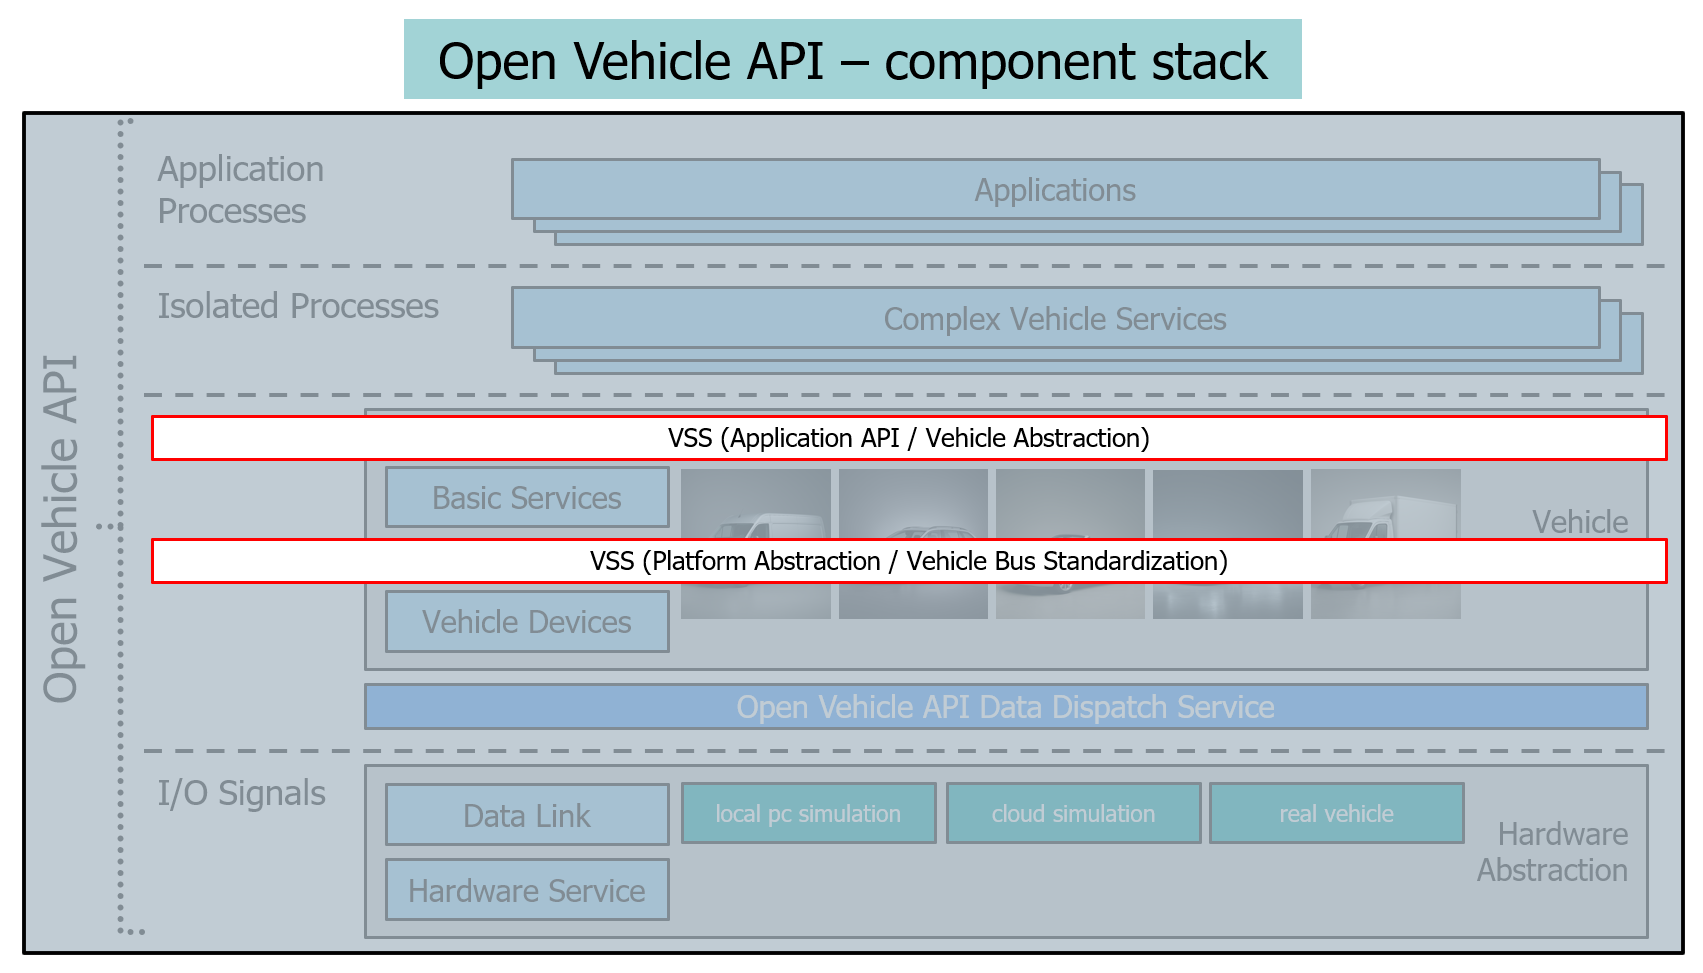 Open Vehicle API – component stack
Open Vehicle API
Application
Processes
Applications
Isolated Processes
Complex Vehicle Services
VSS (Application API / Vehicle Abstraction)
Basic Services
Vehicle
VSS (Platform Abstraction / Vehicle Bus Standardization)
Vehicle Devices
Open Vehicle API Data Dispatch Service
I/O Signals
Data Link
local pc simulation
cloud simulation
real vehicle
Hardware
Abstraction
Hardware Service